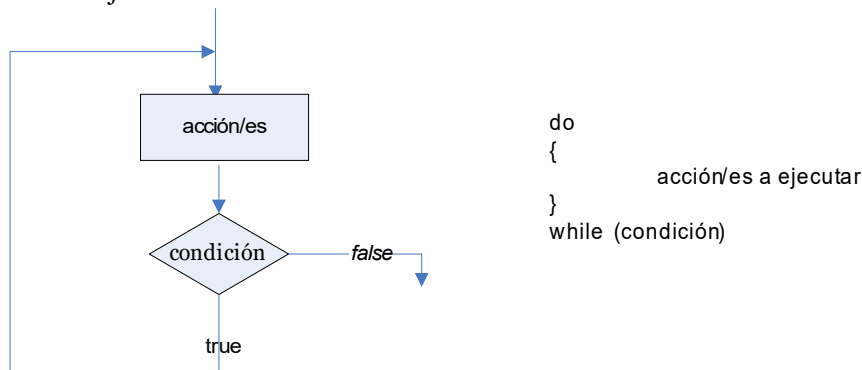 acción/es
condición
false
true
do
{
acción/es a ejecutar
}
while (condición)